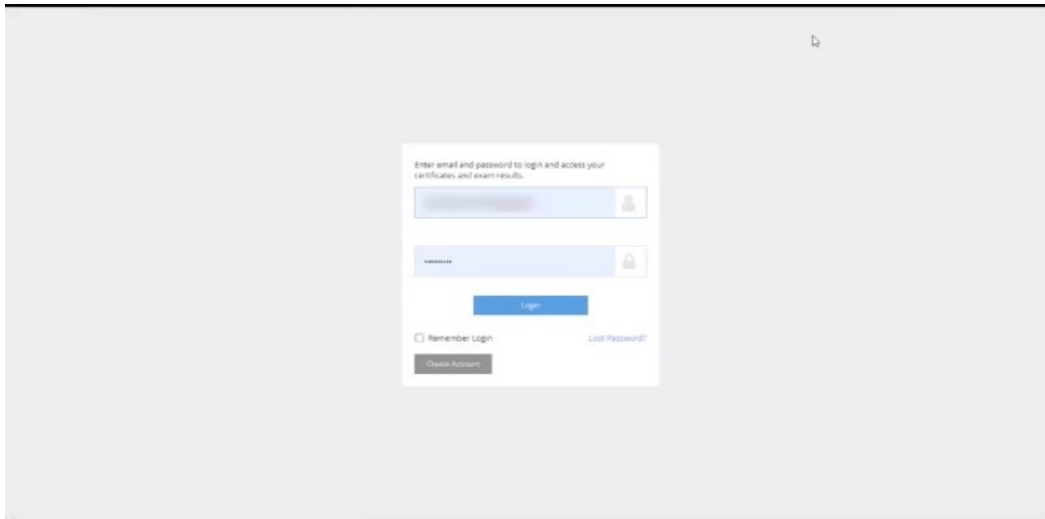 Enter email and password to login and access your
certificates and exam results.
Login
Remember Login
Lost Password?
Create Account